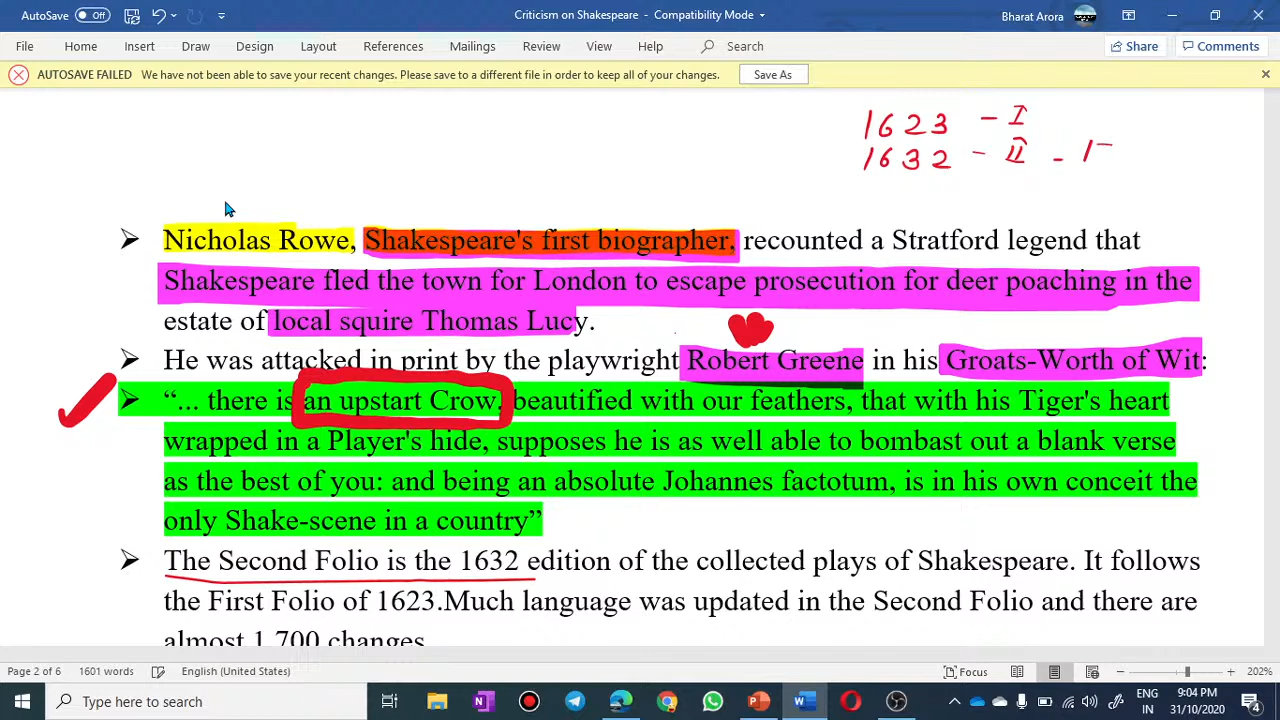 AutoSave Off Criticism on Shakespeare - Compatibility Mode Bharat Arora
File Home Insert Draw Design Layout References Mailings Review View Help Search Share Comments
AUTOSAVE FAILED We have not been able to save your recent changes. Please save to a different file in order to keep all of your changes. Save As
1623 - I
1632 - II - 1
Nicholas Rowe, Shakespeare's first biographer, recounted a Stratford legend that
Shakespeare fled the town for London to escape prosecution for deer poaching in the
estate of local squire Thomas Lucy.
He was attacked in print by the playwright Robert Greene in his Groats-Worth of Wit:
“... there is an upstart Crow, beautified with our feathers, that with his Tiger's heart
wrapped in a Player's hide, supposes he is as well able to bombast out a blank verse
as the best of you: and being an absolute Johannes factotum, is in his own conceit the
only Shake-scene in a country”
The Second Folio is the 1632 edition of the collected plays of Shakespeare. It follows
the First Folio of 1623.Much language was updated in the Second Folio and there are
almost 1,700 changes.
Page 2 of 6 1601 words English (United States) Focus 202%
Type here to search ENG 9:04 PM
IN 31/10/2020 4